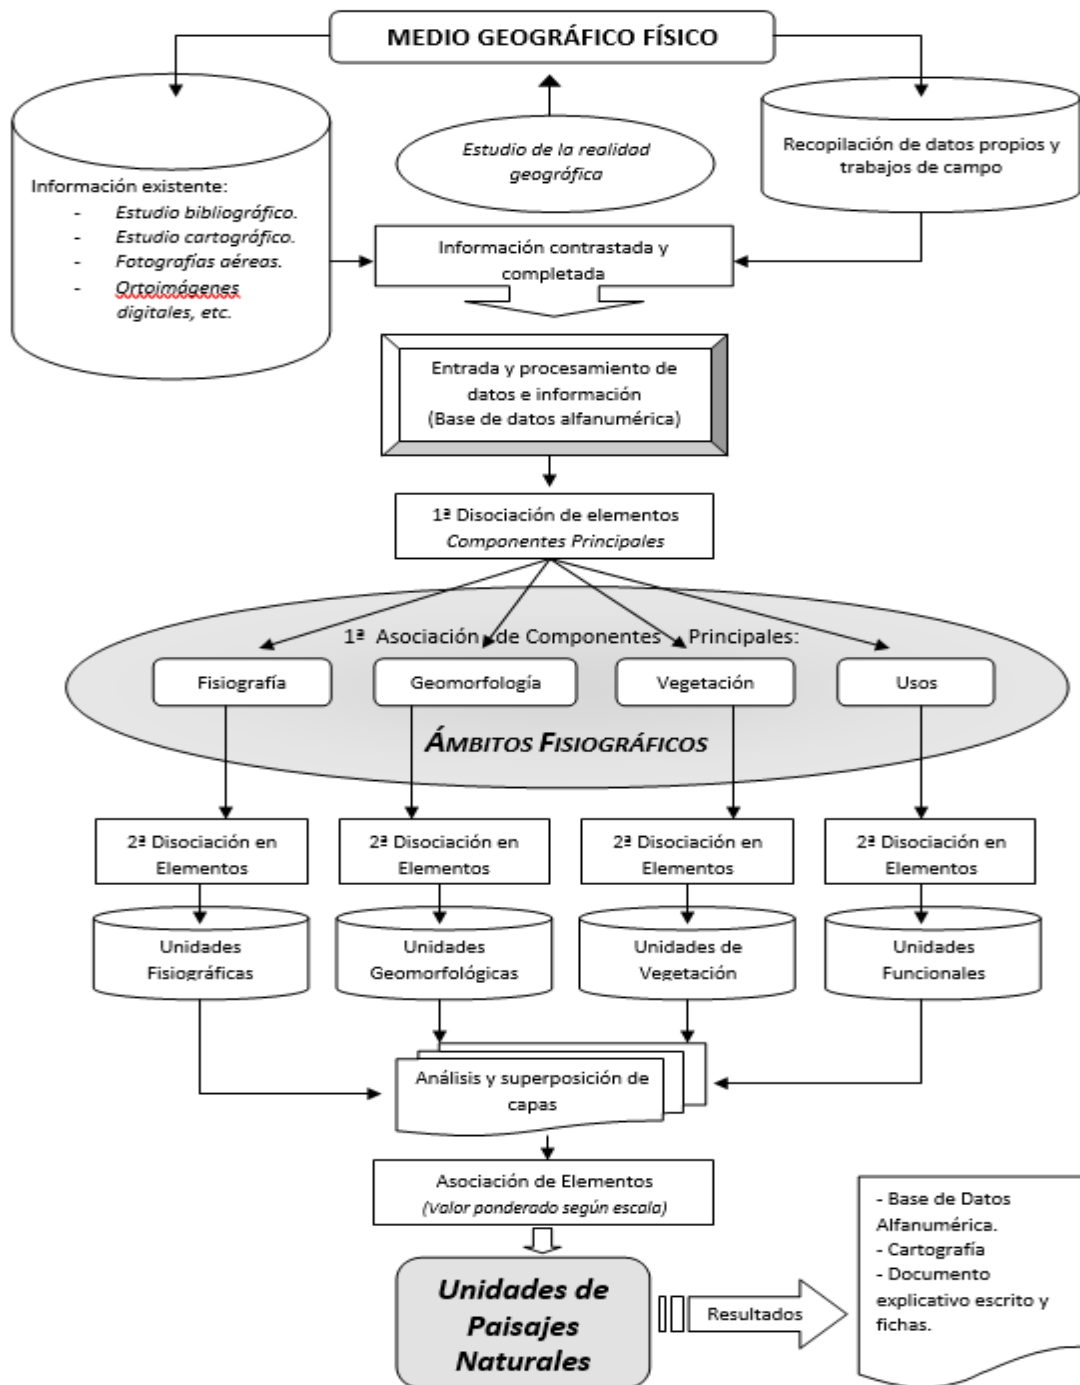 MEDIO GEOGRÁFICO FÍSICO
Estudio de la realidad
geográfica
Recopilación de datos propios y
trabajos de campo
Información existente:
- Estudio bibliográfico.
- Estudio cartográfico.
- Fotografías aéreas.
- Ortoimágenes
digitales, etc.
Información contrastada y
completada
Entrada y procesamiento de
datos e información
(Base de datos alfanumérica)
1ª Disociación de elementos
Componentes Principales
1ª Asociación de Componentes Principales:
Fisiografía
Geomorfología
Vegetación
Usos
ÁMBITOS FISIOGRÁFICOS
2ª Disociación en
Elementos
2ª Disociación en
Elementos
2ª Disociación en
Elementos
2ª Disociación en
Elementos
Unidades
Fisiográficas
Unidades
Geomorfológicas
Unidades de
Vegetación
Unidades
Funcionales
Análisis y superposición de
capas
Asociación de Elementos
(Valor ponderado según escala)
Unidades de
Paisajes
Naturales
Resultados
- Base de Datos
Alfanumérica.
- Cartografía
- Documento
explicativo escrito y
fichas.